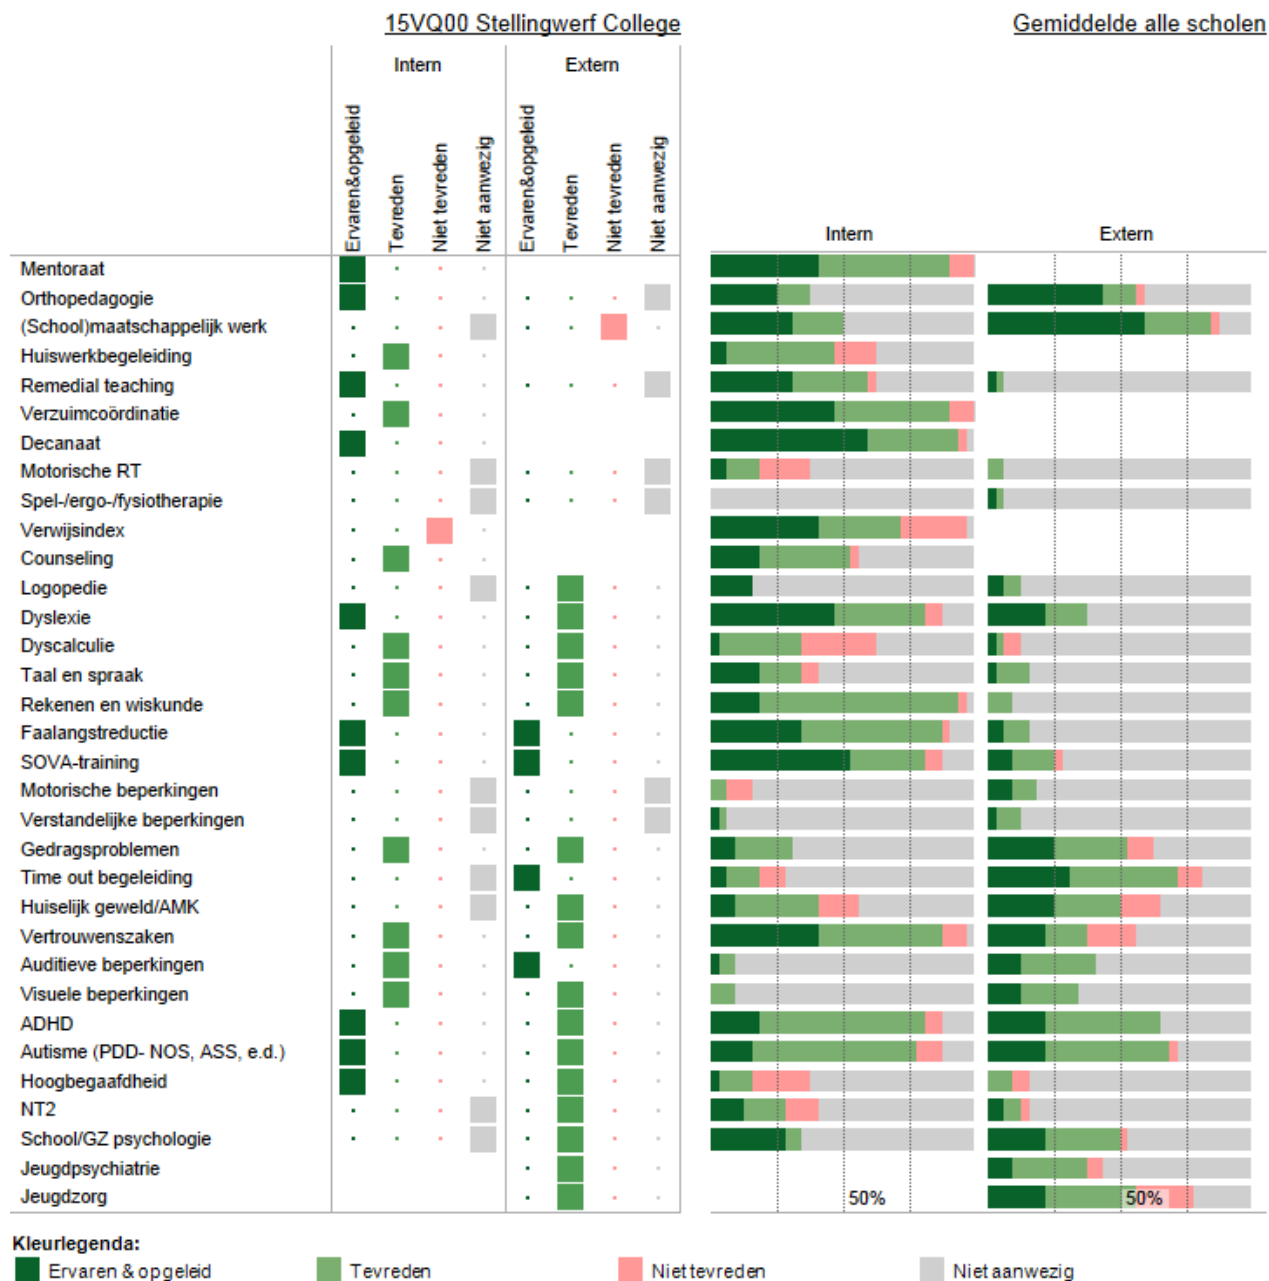 15VQ00 Stellingwerf College
Gemiddelde alle scholen
Intern
Extern
Ervaren&opgeleid
Tevreden
Niet tevreden
Niet aanwezig
Ervaren&opgeleid
Tevreden
Niet tevreden
Niet aanwezig
Intern
Extern
Mentoraat
Orthopedagogie
(School)maatschappelijk werk
Huiswerkbegeleiding
Remedial teaching
Verzuimcoördinatie
Decanaat
Motorische RT
Spel-/ergo-/fysiotherapie
Verwijsindex
Counseling
Logopedie
Dyslexie
Dyscalculie
Taal en spraak
Rekenen en wiskunde
Faalangstreductie
SOVA-training
Motorische beperkingen
Verstandelijke beperkingen
Gedragsproblemen
Time out begeleiding
Huiselijk geweld/AMK
Vertrouwenszaken
Auditieve beperkingen
Visuele beperkingen
ADHD
Autisme (PDD- NOS, ASS, e.d.)
Hoogbegaafdheid
NT2
School/GZ psychologie
Jeugdpsychiatrie
Jeugdzorg
50%
50%
Kleurlegenda:
Ervaren & opgeleid
Tevreden
Niet tevreden
Niet aanwezig